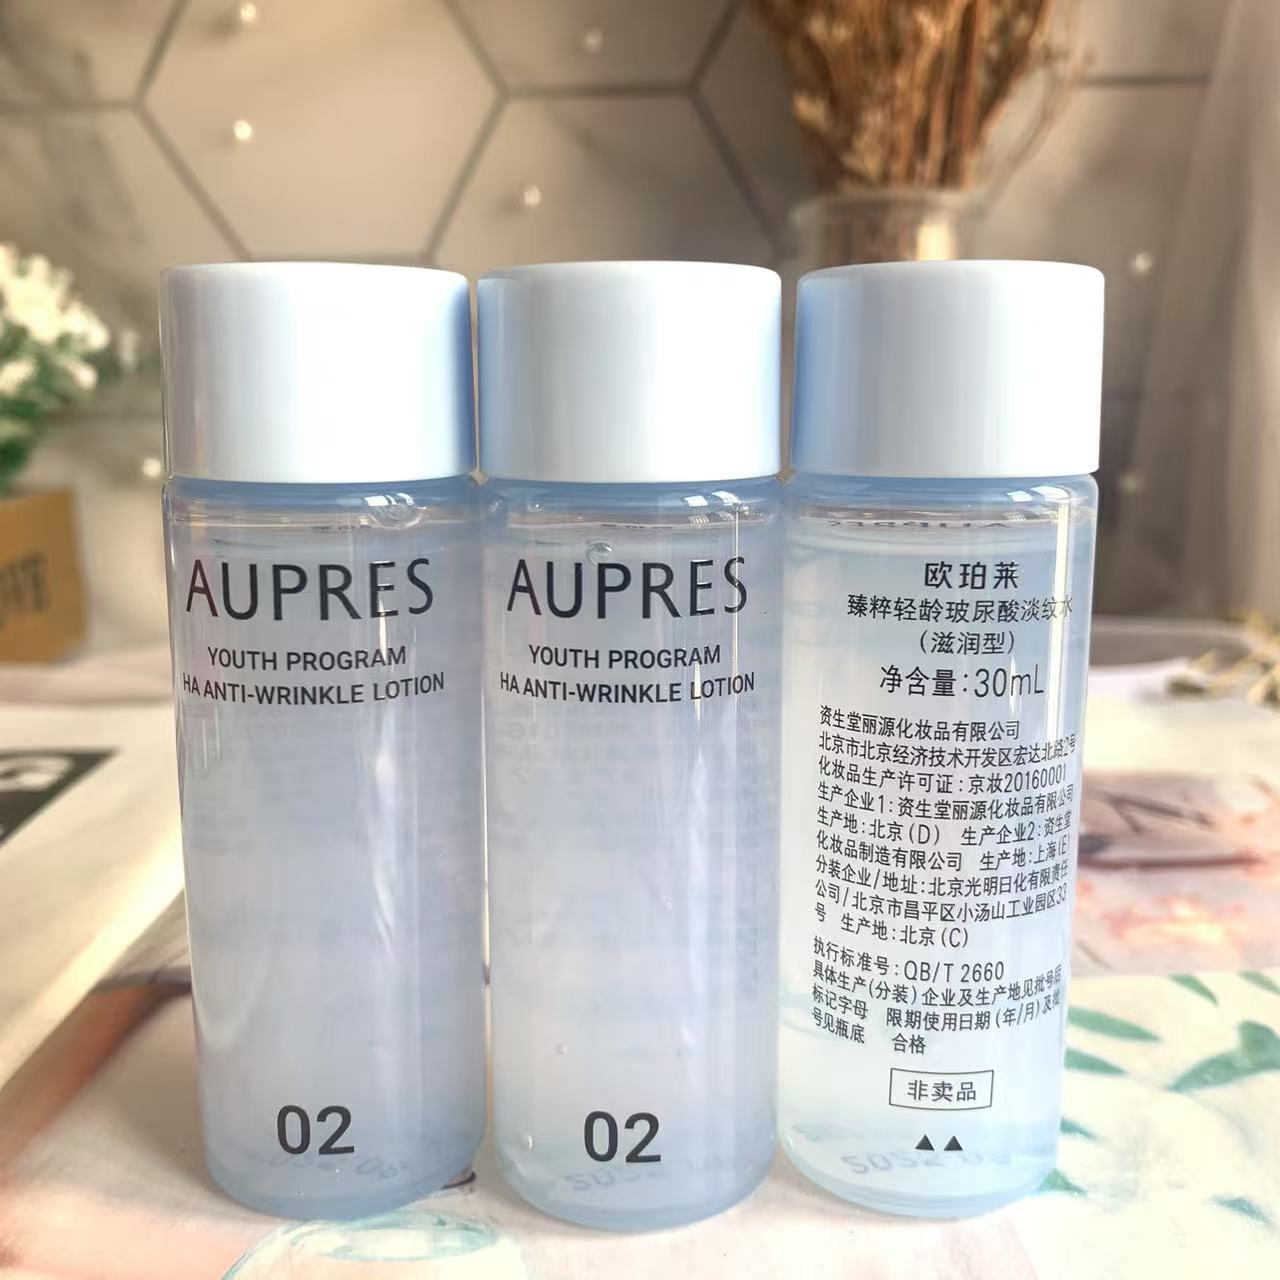 AUPRES
YOUTH PROGRAM
HA ANTI-WRINKLE LOTION
02
AUPRES
YOUTH PROGRAM
HA ANTI-WRINKLE LOTION
02
欧珀莱
臻粹轻龄玻尿酸淡纹水
（滋润型）
净含量：30mL
资生堂丽源化妆品有限公司
北京市北京经济技术开发区宏达北路2号
化妆品生产许可证：京妆20160001
生产企业1：资生堂丽源化妆品有限公司
生产地：北京（D） 生产企业2：资生堂
化妆品制造有限公司 生产地：上海（E）
分装企业/地址：北京光明日化有限责任
公司/北京市昌平区小汤山工业园区33
号 生产地：北京（C）
执行标准号：QB/T 2660
具体生产（分装）企业及生产地见批号后
标记字母 限期使用日期（年/月）及批
号见瓶底 合格
非卖品